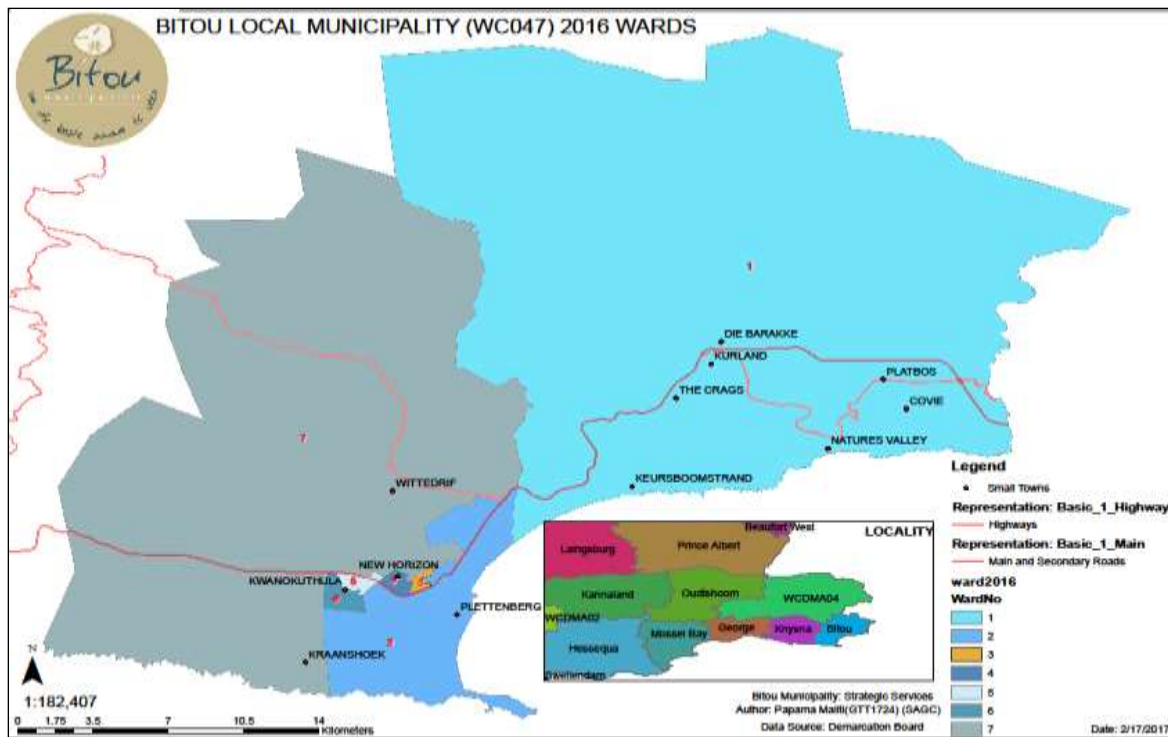 BITOU LOCAL MUNICIPALITY (WC047) 2016 WARDS
Bitou
1
DIE BARAKKE
KURLAND
PLATBOS
THE CRAGS
COVIE
7
NATURES VALLEY
WITTEDRIF
KEURSBOOMSTRAND
NEW HORIZON
KWANOKUTHULA
PLETTENBERG
KRAANSHOEK
N
1:182,407
0 1.75 3.5 7 10.5 14
Kilometers
LOCALITY
Beaufort West
Laingsburg
Prince Albert
Kannaland
Oudtshoorn
WCDMA04
WCDMA02
Mossel Bay
George
Knysna
Bitou
Hessequa
Swellendam
Legend
Small Towns
Representation: Basic_1_Highway
Highways
Representation: Basic_1_Main
Main and Secondary Roads
ward2016
WardNo
1
2
3
4
5
6
7
Bitou Municipality: Strategic Services
Author: Papama (GTT1724) (SAGC)
Data Source: Demarcation Board
Date: 2/17/2017